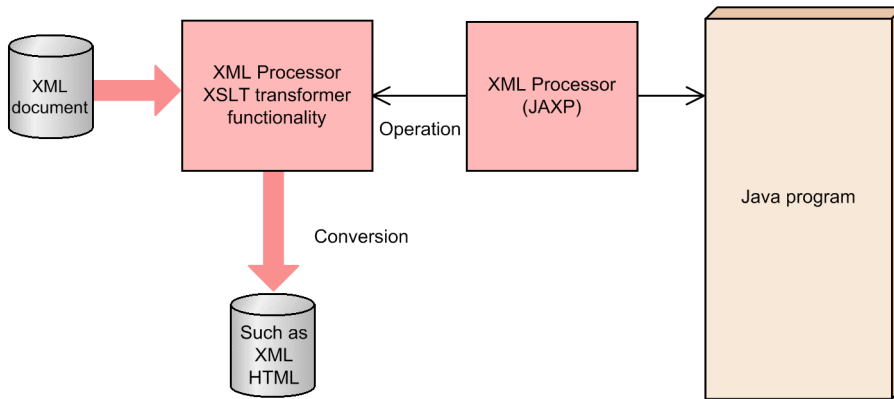 XML
document
XML Processor
XSLT transformer
functionality
Operation
XML Processor
(JAXP)
Java program
Conversion
Such as
XML
HTML